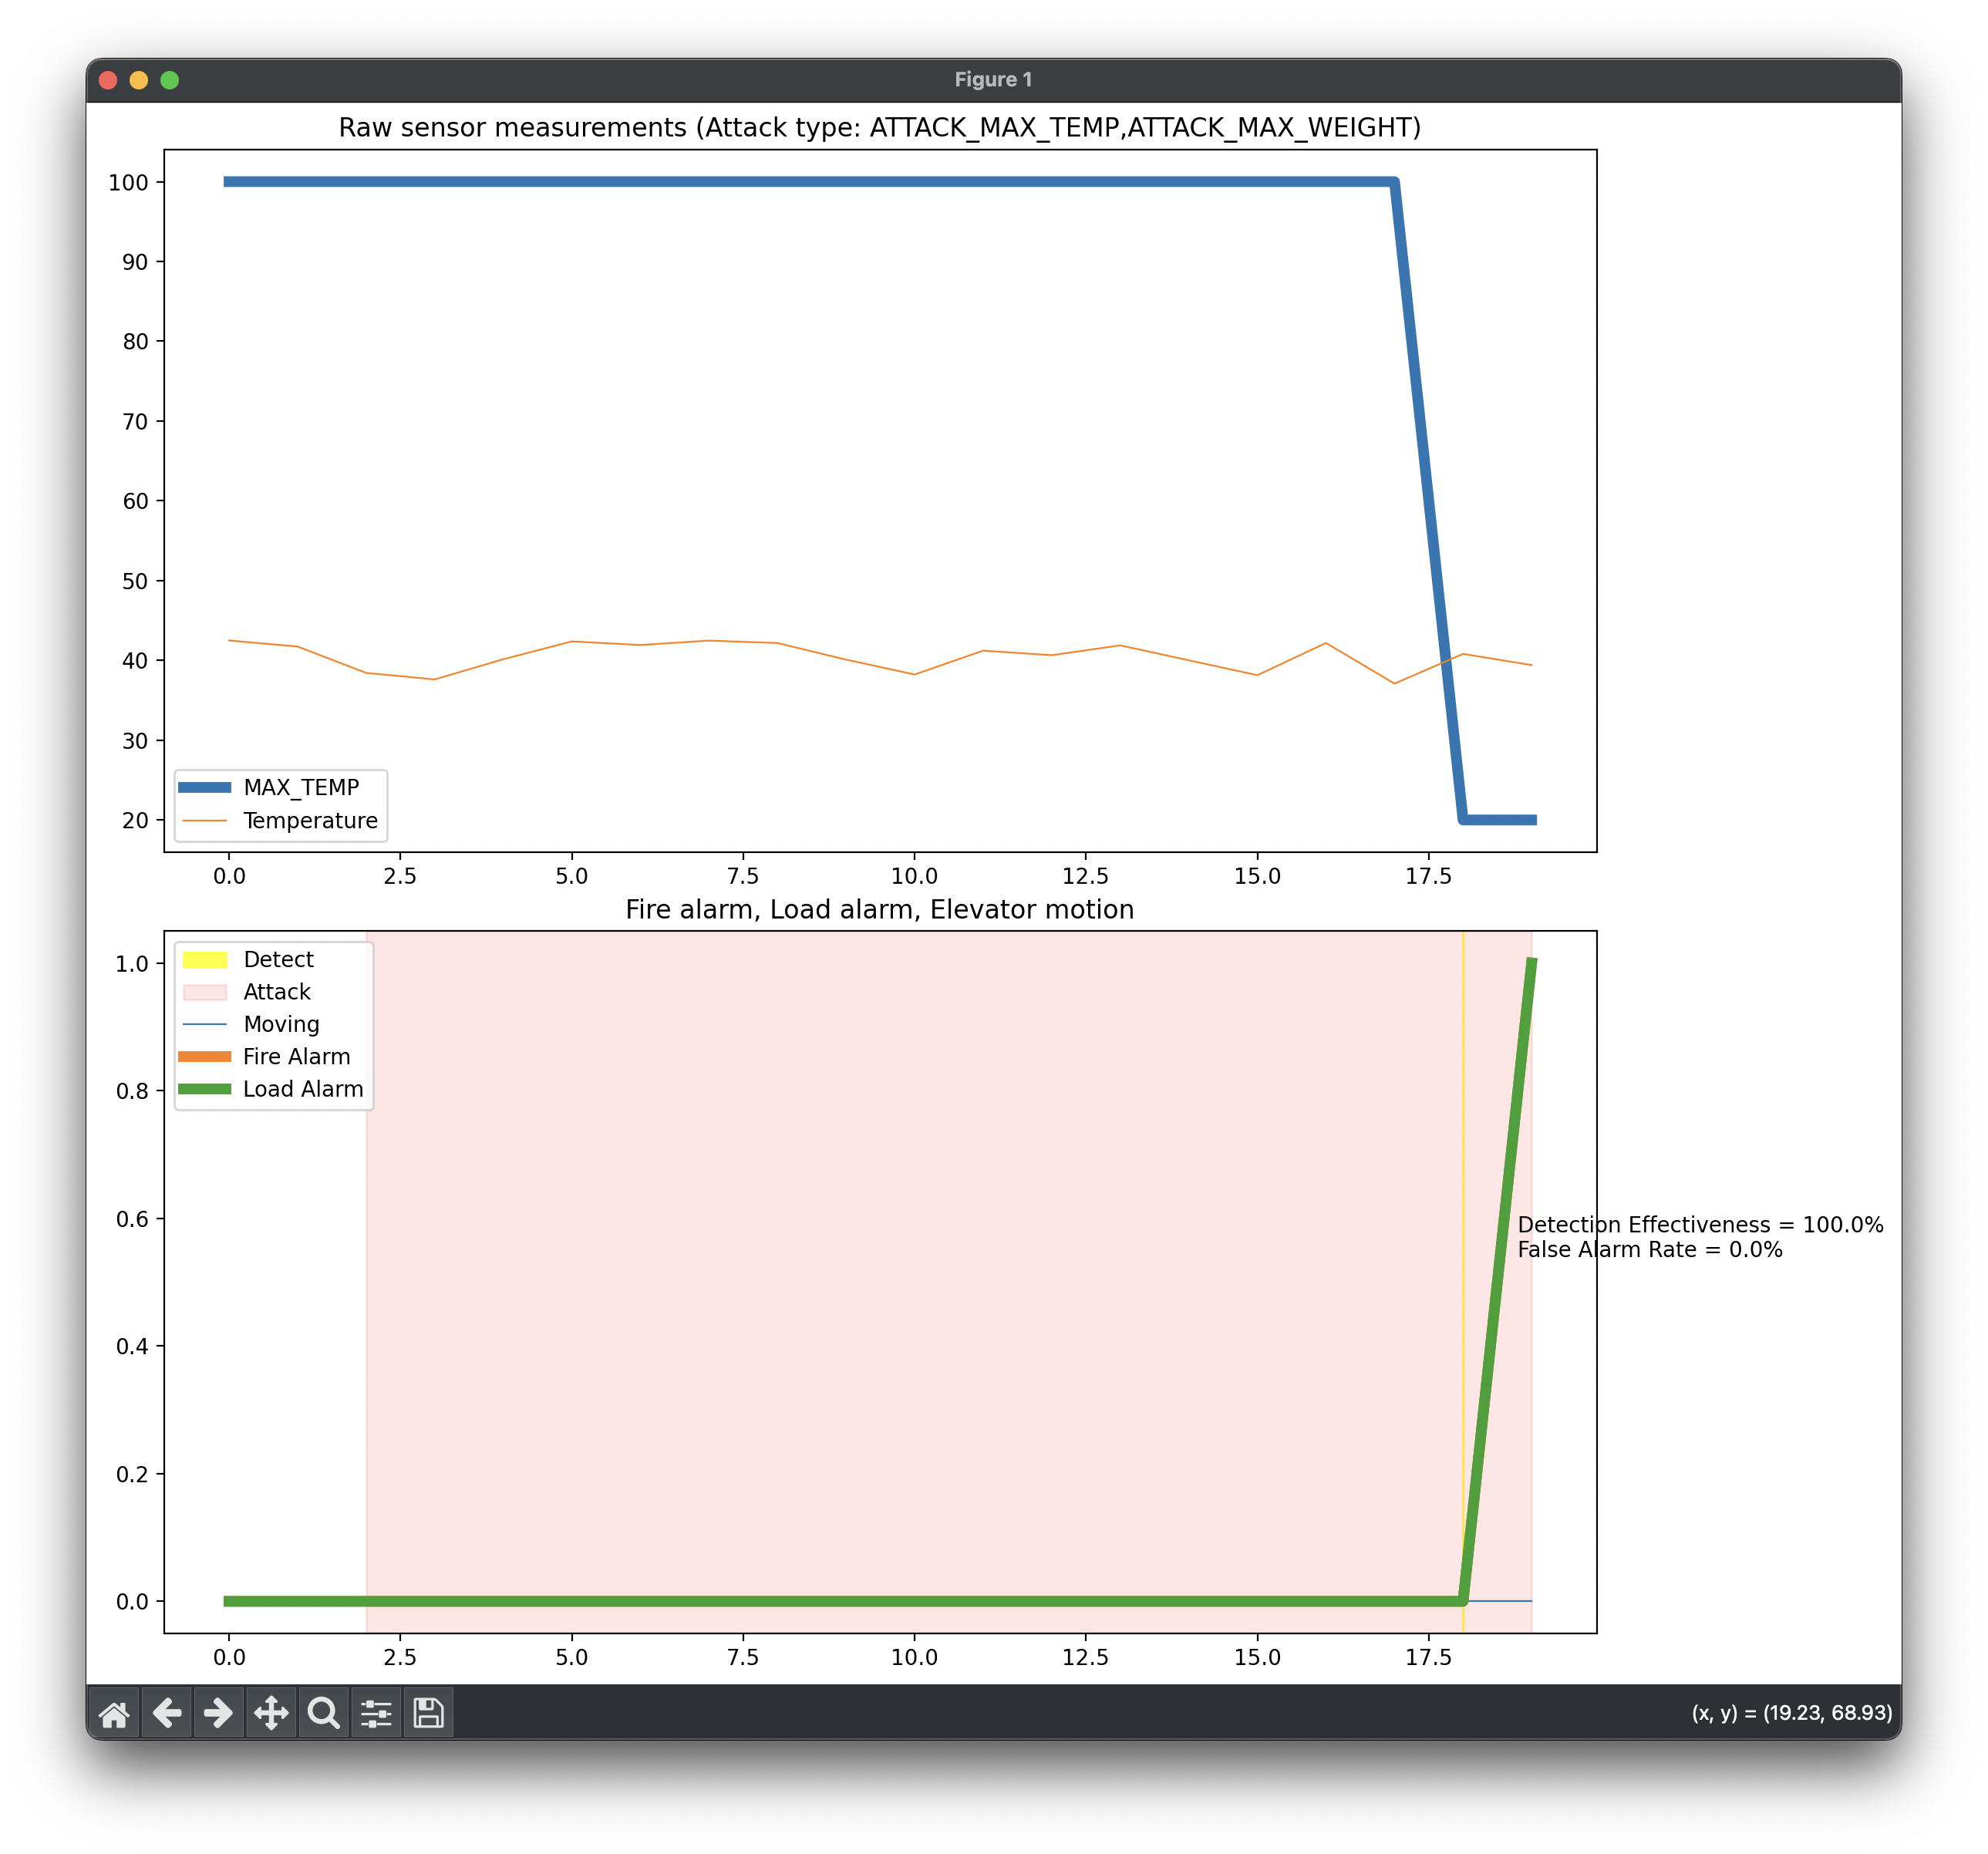 Figure 1
Raw sensor measurements (Attack type: ATTACK_MAX_TEMP,ATTACK_MAX_WEIGHT)
100
90
80
70
60
50
40
30
20
MAX_TEMP
Temperature
0.0 2.5 5.0 7.5 10.0 12.5 15.0 17.5
Fire alarm, Load alarm, Elevator motion
1.0
0.8
0.6
0.4
0.2
0.0
Detect
Attack
Moving
Fire Alarm
Load Alarm
Detection Effectiveness = 100.0%
False Alarm Rate = 0.0%
0.0 2.5 5.0 7.5 10.0 12.5 15.0 17.5
(x, y) = (19.23, 68.93)